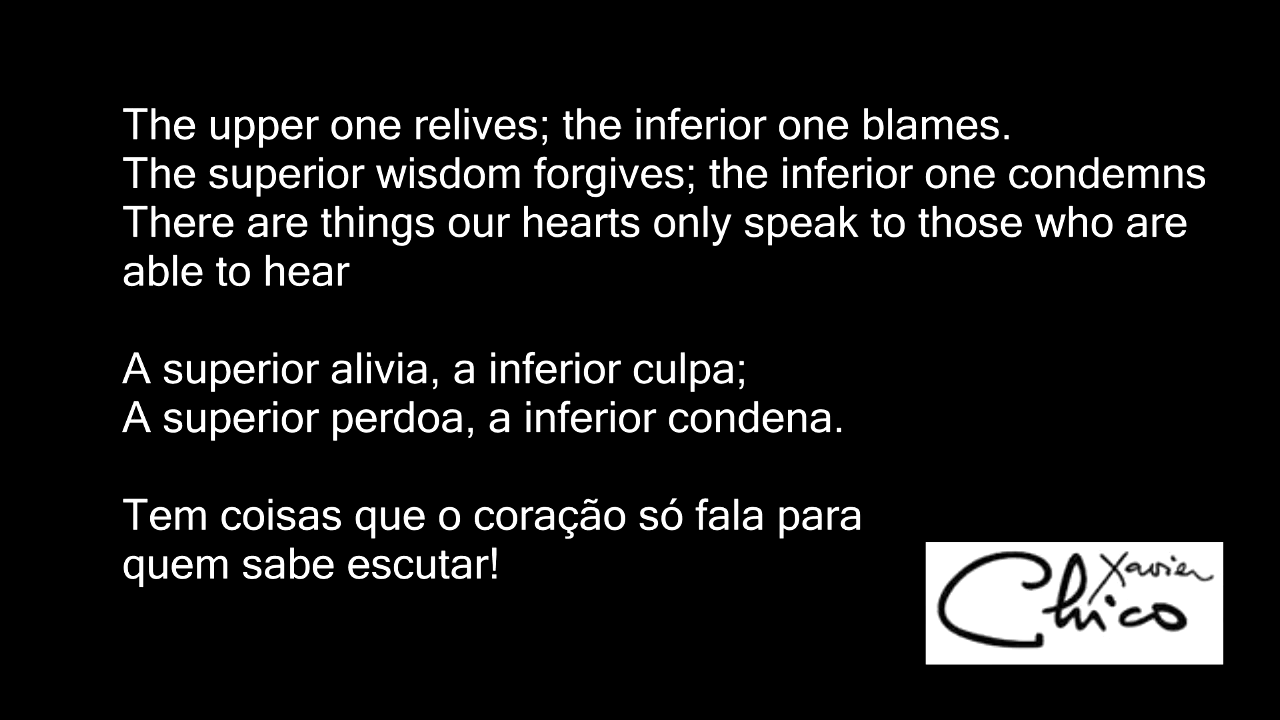 The upper one relives; the inferior one blames.
The superior wisdom forgives; the inferior one condemns
There are things our hearts only speak to those who are
able to hear
A superior alivia, a inferior culpa;
A superior perdoa, a inferior condena.
Tem coisas que o coração só fala para
quem sabe escutar!
Chico Xavier